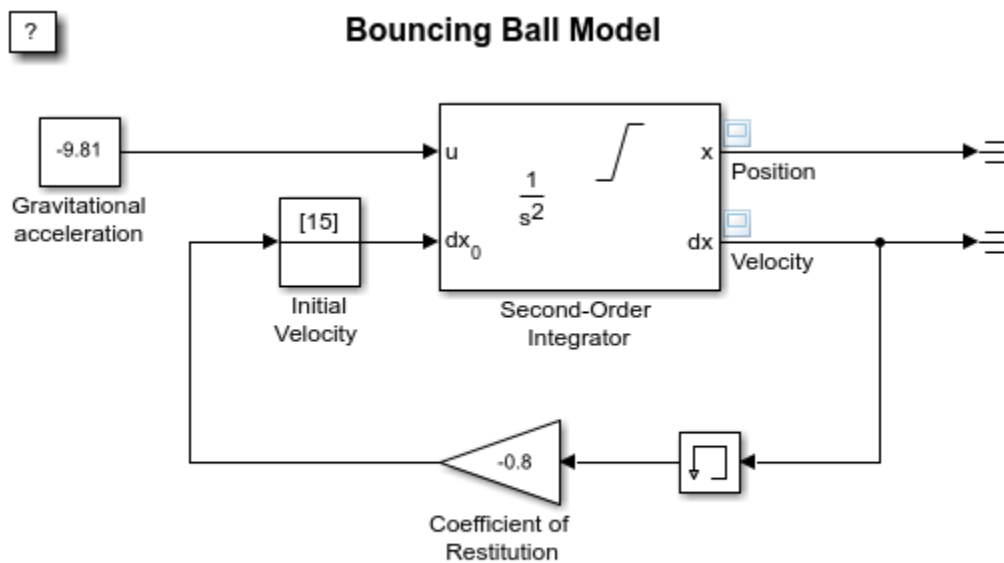 ?
Bouncing Ball Model
-9.81
u
x
Position
Gravitational
acceleration
[15]
1
s2
dx0
dx
Velocity
Initial
Velocity
Second-Order
Integrator
-0.8
Coefficient of
Restitution